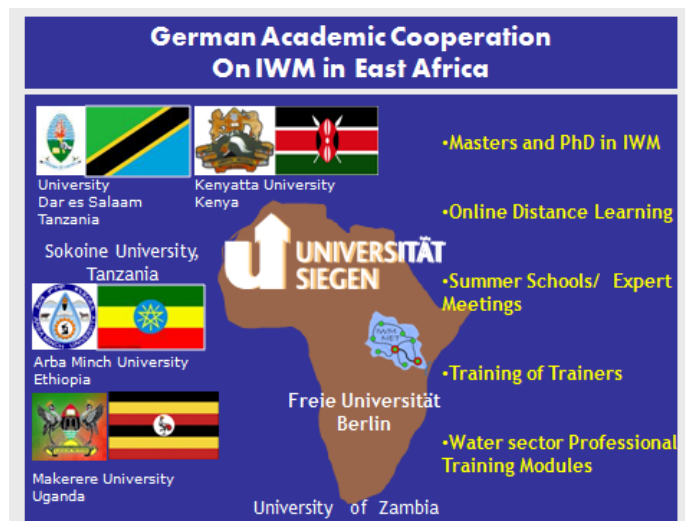 German Academic Cooperation
On IWM in East Africa
University
Dar es Salaam
Tanzania
Kenyatta University
Kenya
•Masters and PhD in IWM
•Online Distance Learning
Sokoine University,
Tanzania
UNIVERSITÄT
SIEGEN
•Summer Schools/ Expert
Meetings
IWM
NET
Arba Minch University
Ethiopia
•Training of Trainers
Freie Universität
Berlin
•Water sector Professional
Training Modules
Makerere University
Uganda
University of Zambia